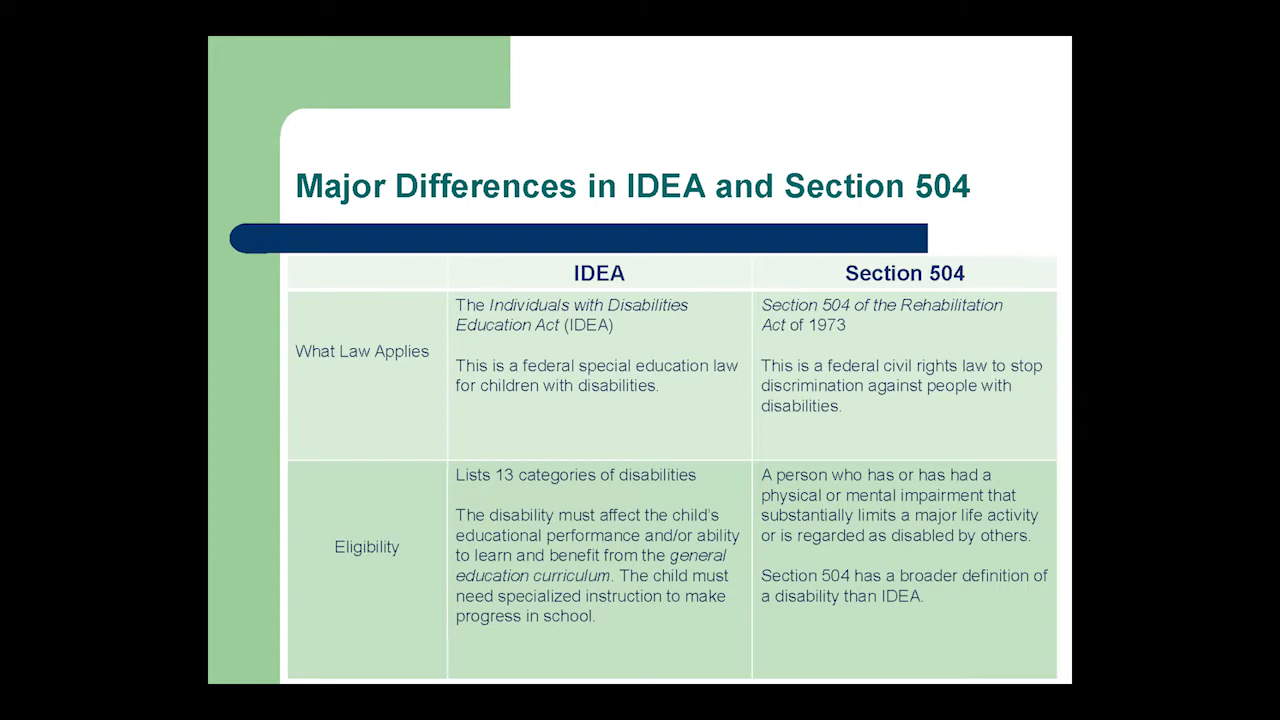 Major Differences in IDEA and Section 504
IDEA
Section 504
What Law Applies
The Individuals with Disabilities
Education Act (IDEA)
This is a federal special education law
for children with disabilities.
Section 504 of the Rehabilitation
Act of 1973
This is a federal civil rights law to stop
discrimination against people with
disabilities.
Eligibility
Lists 13 categories of disabilities
The disability must affect the child's
educational performance and/or ability
to learn and benefit from the general
education curriculum. The child must
need specialized instruction to make
progress in school.
A person who has or has had a
physical or mental impairment that
substantially limits a major life activity
or is regarded as disabled by others.
Section 504 has a broader definition of
a disability than IDEA.